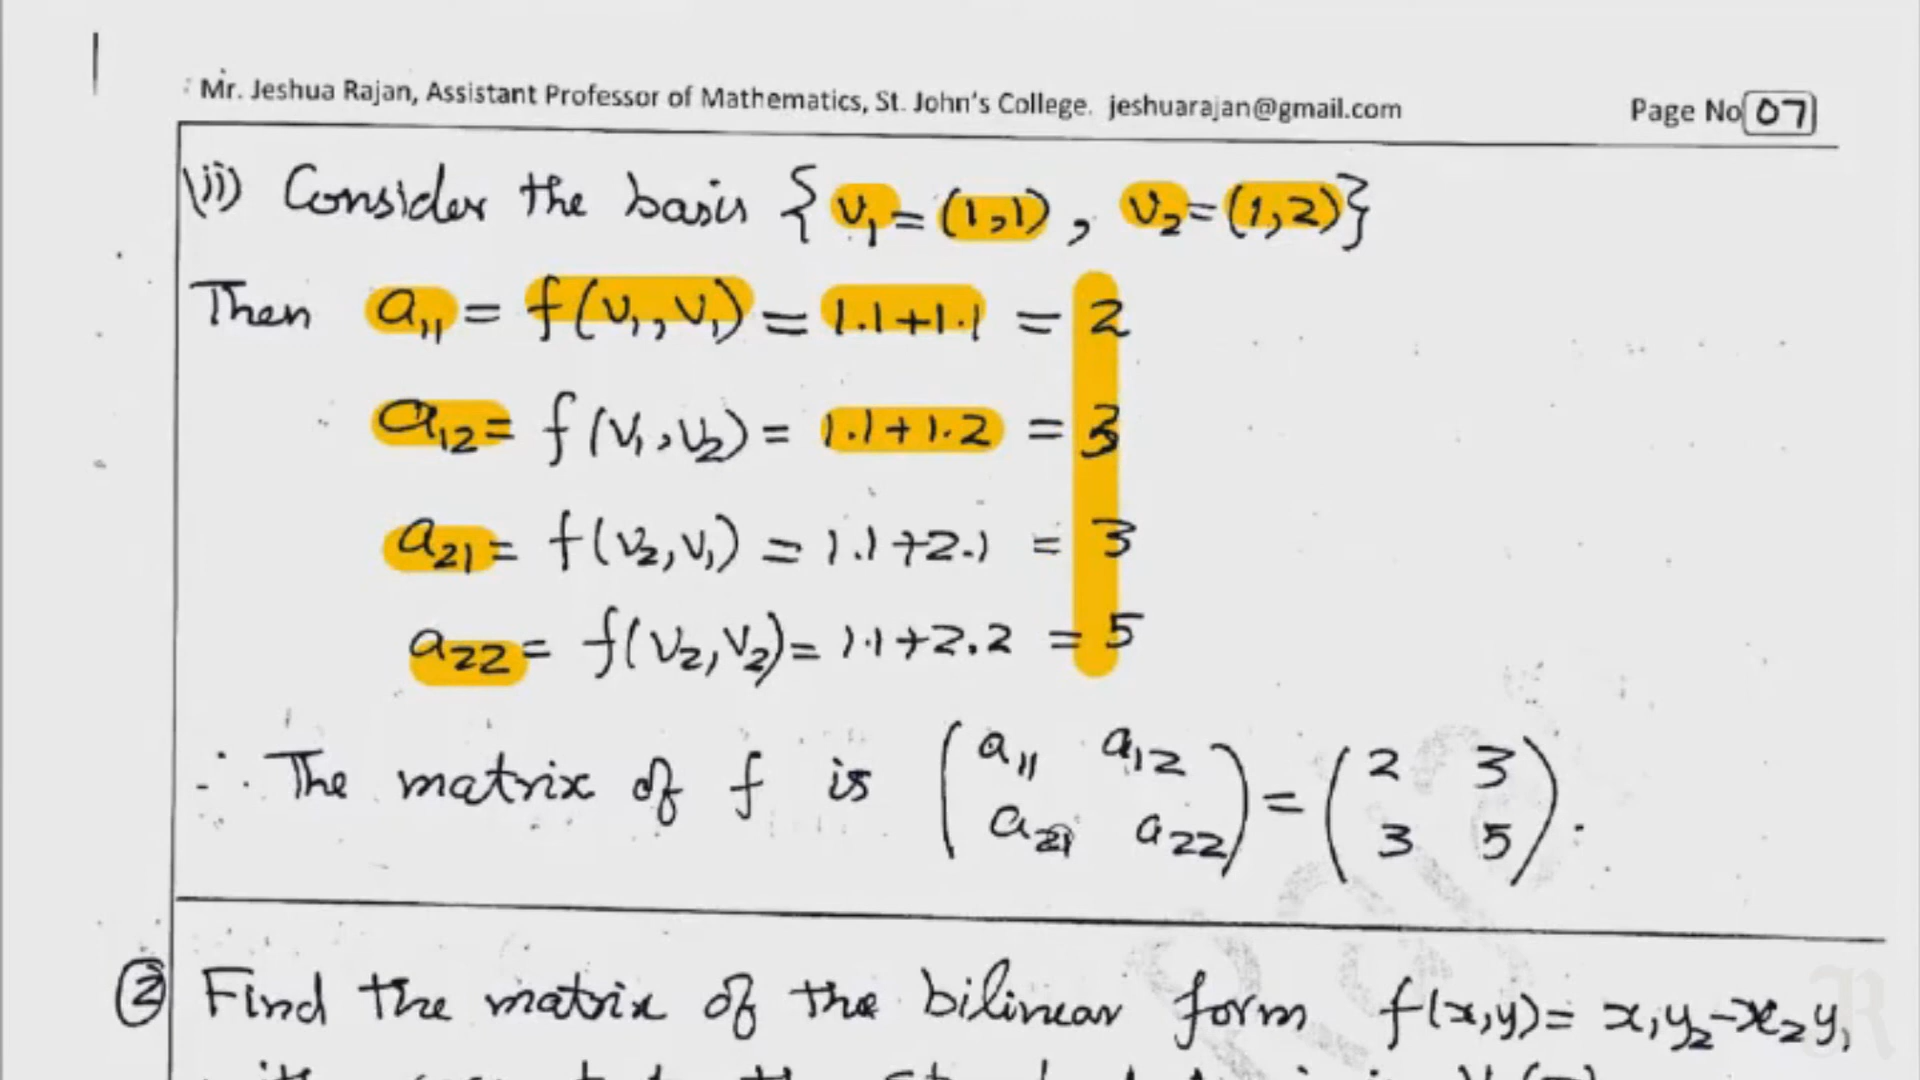 Mr. Jeshua Rajan, Assistant Professor of Mathematics, St. John's College. jeshuarajan@gmail.com Page No 07
(ii) Consider the basis { v₁ = (1,1) , v₂ = (1,2) }
Then a₁₁ = f(v₁, v₁) = 1.1+1.1 = 2
a₁₂ = f(v₁, v₂) = 1.1+1.2 = 3
a₂₁ = f(v₂, v₁) = 1.1+2.1 = 3
a₂₂ = f(v₂, v₂) = 1.1+2.2 = 5
∴ The matrix of f is ( a₁₁ a₁₂ ) = ( 2 3 )
( a₂₁ a₂₂ ) ( 3 5 ) .
② Find the matrix of the bilinear form f(x,y) = x₁y₂-x₂y₁